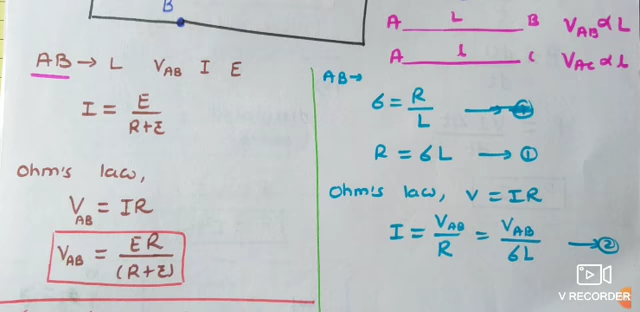 B
AB → L V_AB I E
I = E / (R+Ɛ)
Ohm's law,
V_AB = IR
V_AB = ER / (R+Ɛ)
A L B V_AB ∝ L
A l C V_AC ∝ l
AB →
σ = R / L
R = σL → ①
Ohm's law, V = IR
I = V_AB / R = V_AB / σL → ②
V RECORDER